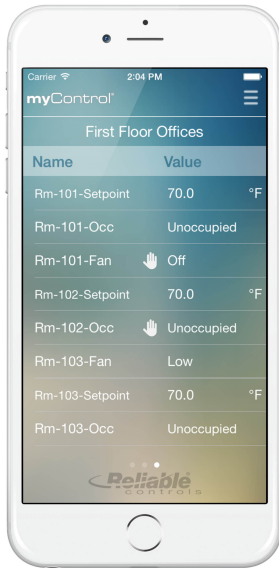 Carrier 2:04 PM
myControl®
First Floor Offices
Name Value
Rm-101-Setpoint 70.0 °F
Rm-101-Occ Unoccupied
Rm-101-Fan Off
Rm-102-Setpoint 70.0 °F
Rm-102-Occ Unoccupied
Rm-103-Fan Low
Rm-103-Setpoint 70.0 °F
Rm-103-Occ Unoccupied
Reliable
controls